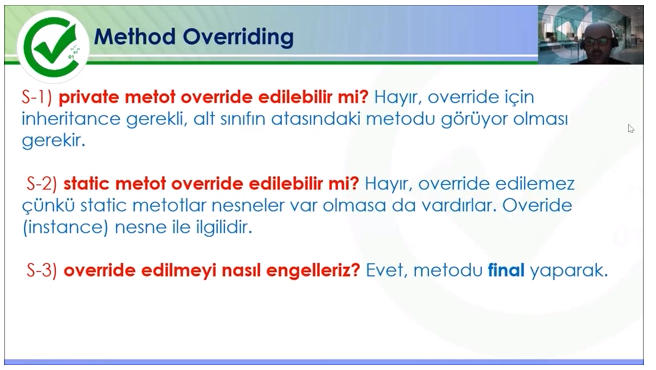 Method Overriding
S-1) private metot override edilebilir mi? Hayır, override için
inheritance gerekli, alt sınıfın atasındaki metodu görüyor olması
gerekir.
S-2) static metot override edilebilir mi? Hayır, override edilemez
çünkü static metotlar nesneler var olmasa da vardırlar. Overide
(instance) nesne ile ilgilidir.
S-3) override edilmeyi nasıl engelleriz? Evet, metodu final yaparak.